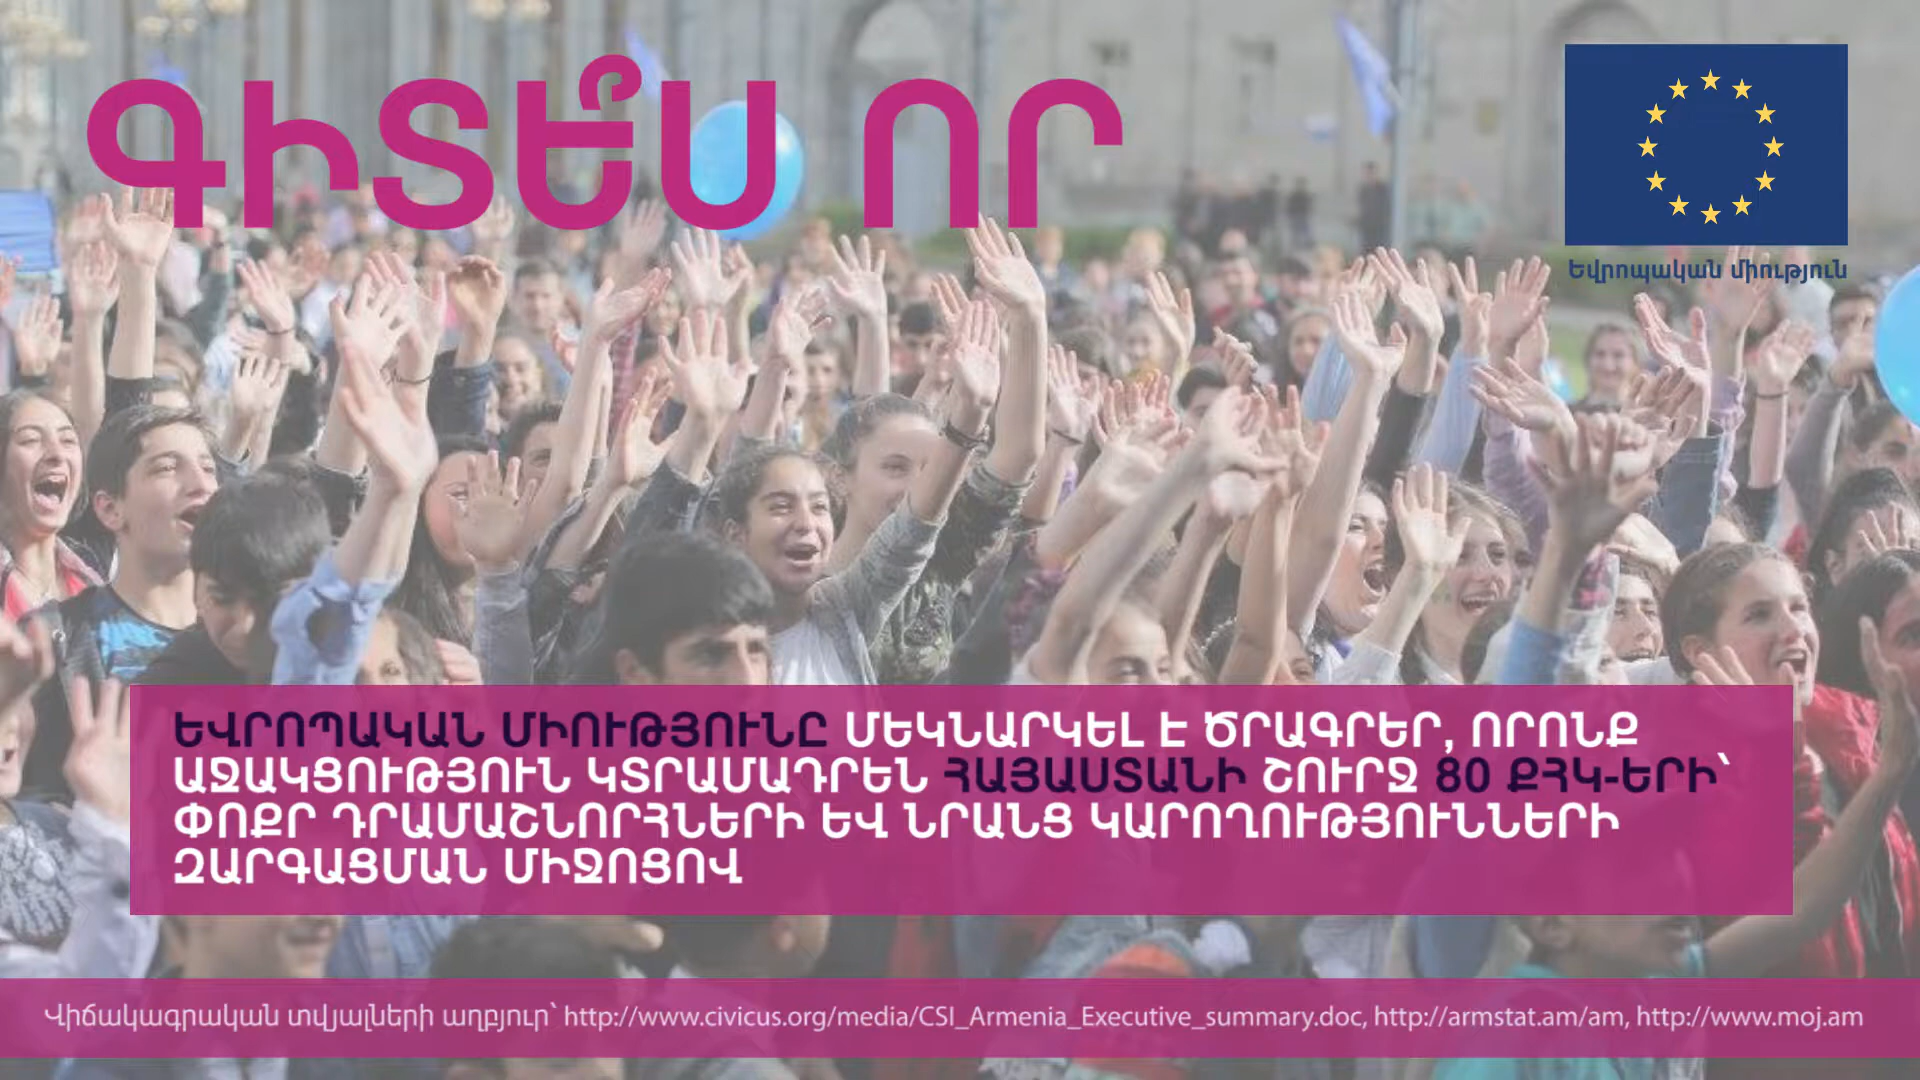 ԳԻՏԵ՞Ս ՈՐ
Եվրոպական միություն
ԵՎՐՈՊԱԿԱՆ ՄԻՈՒԹՅՈՒՆԸ ՄԵԿՆԱՐԿԵԼ Է ԾՐԱԳՐԵՐ, ՈՐՈՆՔ
ԱՋԱԿՑՈՒԹՅՈՒՆ ԿՏՐԱՄԱԴՐԵՆ ՀԱՅԱՍՏԱՆԻ ՇՈՒՐՋ 80 ՔՀԿ-ԵՐԻ՝
ՓՈՔՐ ԴՐԱՄԱՇՆՈՐՀՆԵՐԻ ԵՎ ՆՐԱՆՑ ԿԱՐՈՂՈՒԹՅՈՒՆՆԵՐԻ
ԶԱՐԳԱՑՄԱՆ ՄԻՋՈՑՈՎ
Վիճակագրական տվյալների աղբյուր՝ http://www.civicus.org/media/CSI_Armenia_Executive_summary.doc, http://armstat.am/am, http://www.moj.am